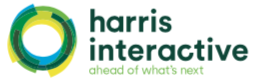 harris
interactive
ahead of what's next